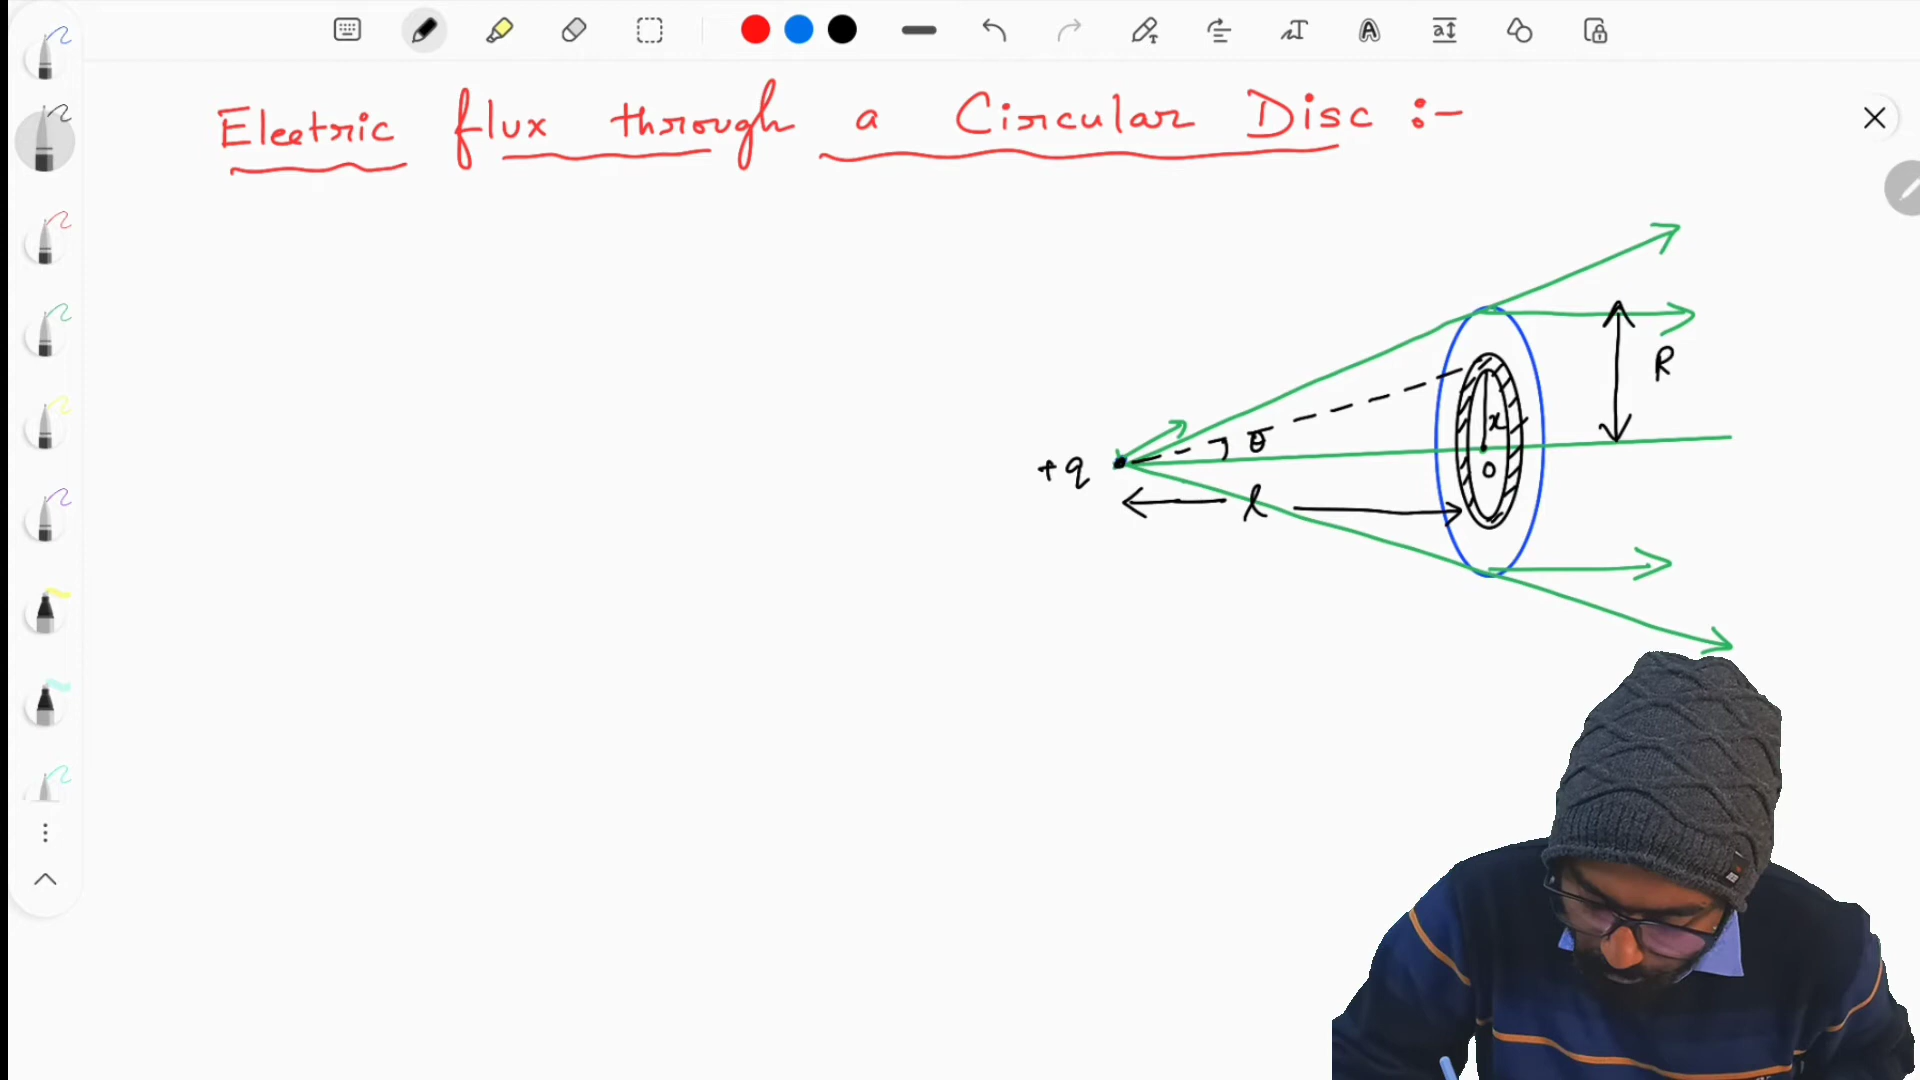 Electric flux through a Circular Disc :-
R
x
θ
+q
O
l